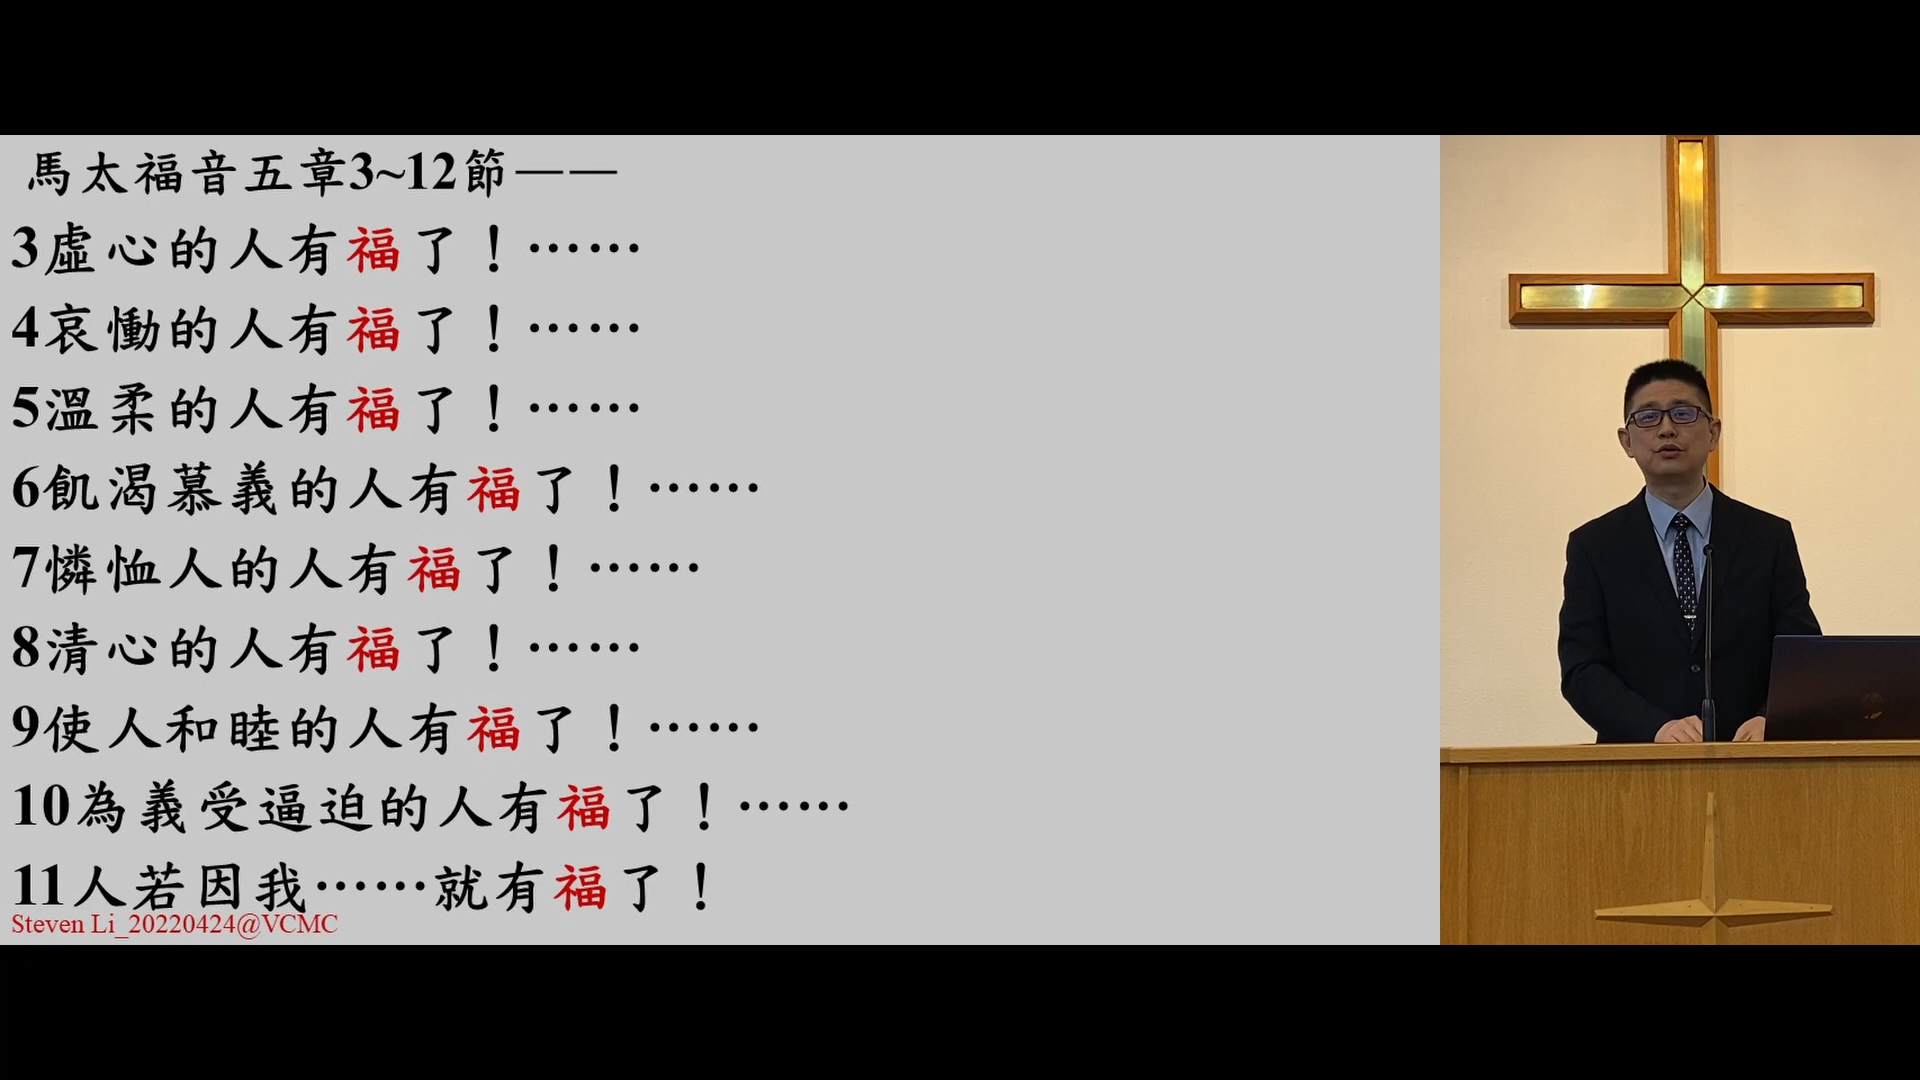 馬太福音五章3~12節——
3虛心的人有福了！……
4哀慟的人有福了！……
5溫柔的人有福了！……
6飢渴慕義的人有福了！……
7憐恤人的人有福了！……
8清心的人有福了！……
9使人和睦的人有福了！……
10為義受逼迫的人有福了！……
11人若因我……就有福了！
Steven Li_20220424@VCMC